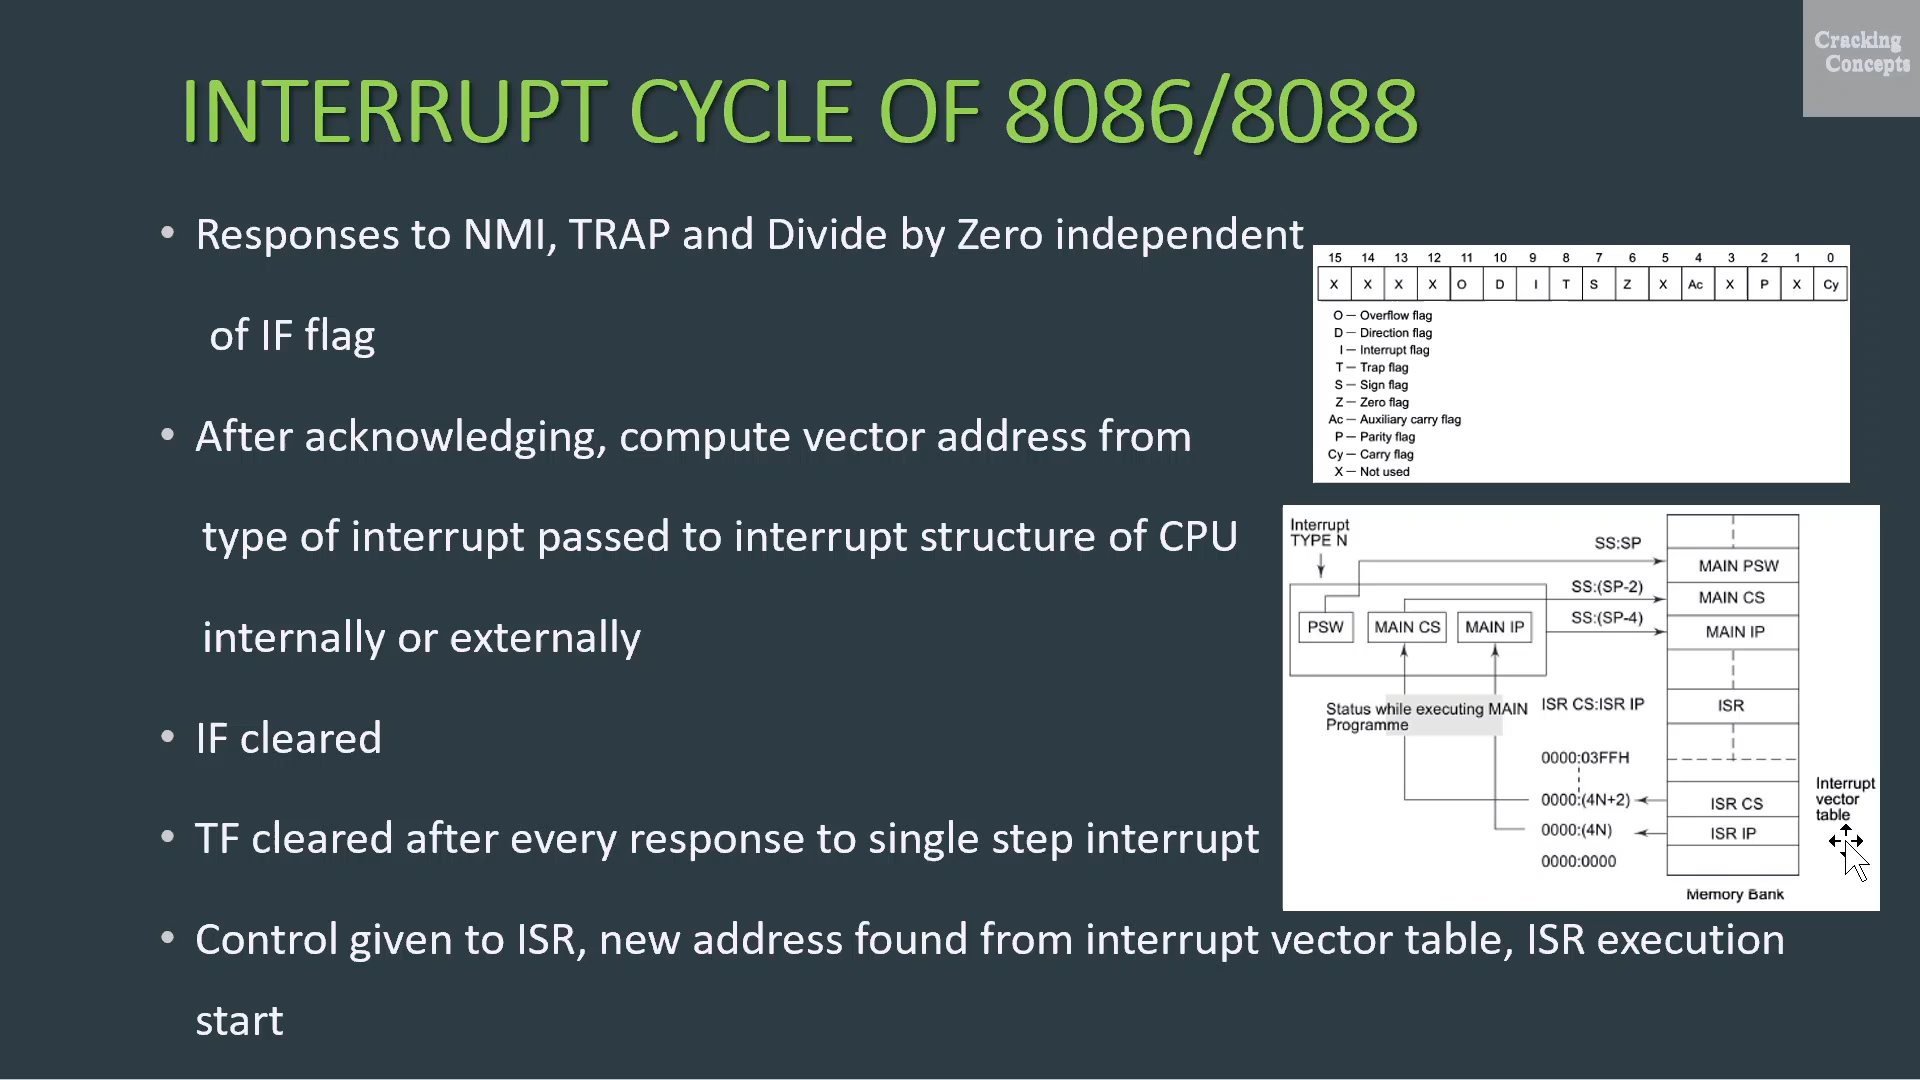 Cracking
Concepts
INTERRUPT CYCLE OF 8086/8088
• Responses to NMI, TRAP and Divide by Zero independent
of IF flag
• After acknowledging, compute vector address from
type of interrupt passed to interrupt structure of CPU
internally or externally
• IF cleared
• TF cleared after every response to single step interrupt
• Control given to ISR, new address found from interrupt vector table, ISR execution
start
15 14 13 12 11 10 9 8 7 6 5 4 3 2 1 0
X X X X O D I T S Z X Ac X P X Cy
O — Overflow flag
D — Direction flag
I — Interrupt flag
T — Trap flag
S — Sign flag
Z — Zero flag
Ac — Auxiliary carry flag
P — Parity flag
Cy — Carry flag
X — Not used
Interrupt
TYPE N
SS:SP
MAIN PSW
SS:(SP-2)
MAIN CS
SS:(SP-4)
PSW MAIN CS MAIN IP
MAIN IP
Status while executing MAIN
Programme
ISR CS:ISR IP
ISR
0000:03FFH
0000:(4N+2)
ISR CS
0000:(4N)
ISR IP
0000:0000
Interrupt
vector
table
Memory Bank